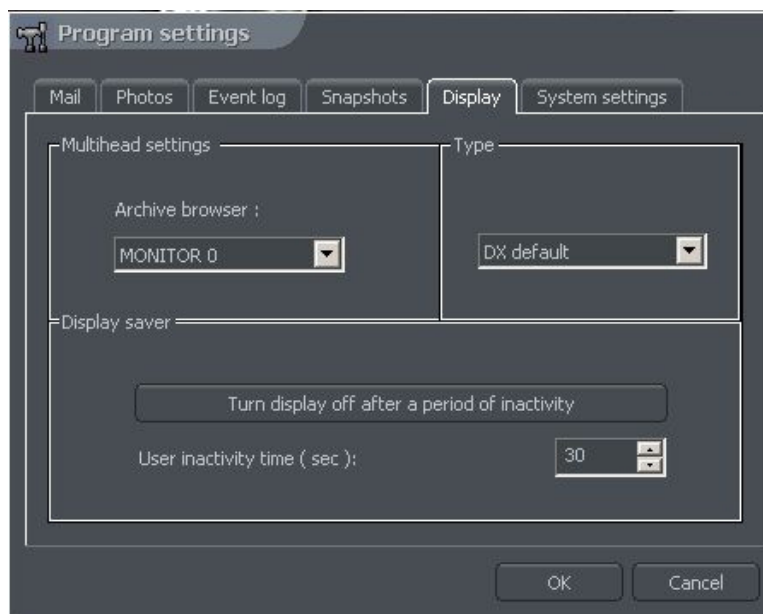 Program settings
Mail Photos Event log Snapshots Display System settings
Multihead settings Type
Archive browser :
MONITOR 0 DX default
Display saver
Turn display off after a period of inactivity
User inactivity time ( sec ): 30
OK Cancel